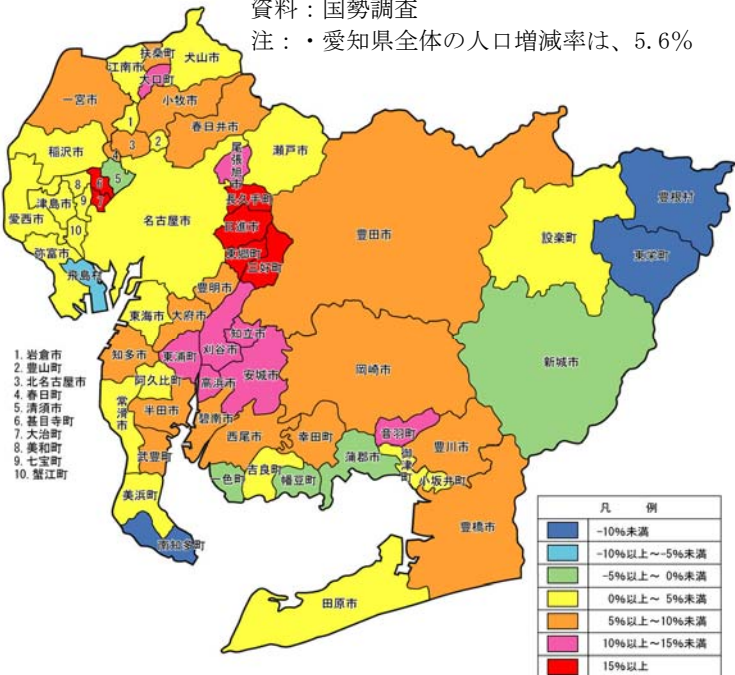 資料：国勢調査
注：・愛知県全体の人口増減率は、5.6%
扶桑町
江南市
犬山市
大口町
一宮市
小牧市
1
3
2
春日井市
稲沢市
4
尾張旭市
瀬戸市
8
6
5
津島市
9
7
長久手町
愛西市
10
名古屋市
日進市
豊田市
設楽町
豊根村
東栄町
弥富市
東郷町
三好町
飛島村
豊明市
東海市
大府市
知立市
知多市
東浦町
刈谷市
岡崎市
新城市
阿久比町
高浜市
安城市
常滑市
半田市
碧南市
音羽町
西尾市
幸田町
豊川市
武豊町
吉良町
蒲郡市
御津町
一色町
幡豆町
小坂井町
美浜町
豊橋市
南知多町
田原市
1. 岩倉市
2. 豊山町
3. 北名古屋市
4. 春日町
5. 清須市
6. 甚目寺町
7. 大治町
8. 美和町
9. 七宝町
10. 蟹江町
凡 例
-10%未満
-10%以上～-5%未満
-5%以上～ 0%未満
0%以上～ 5%未満
5%以上～10%未満
10%以上～15%未満
15%以上